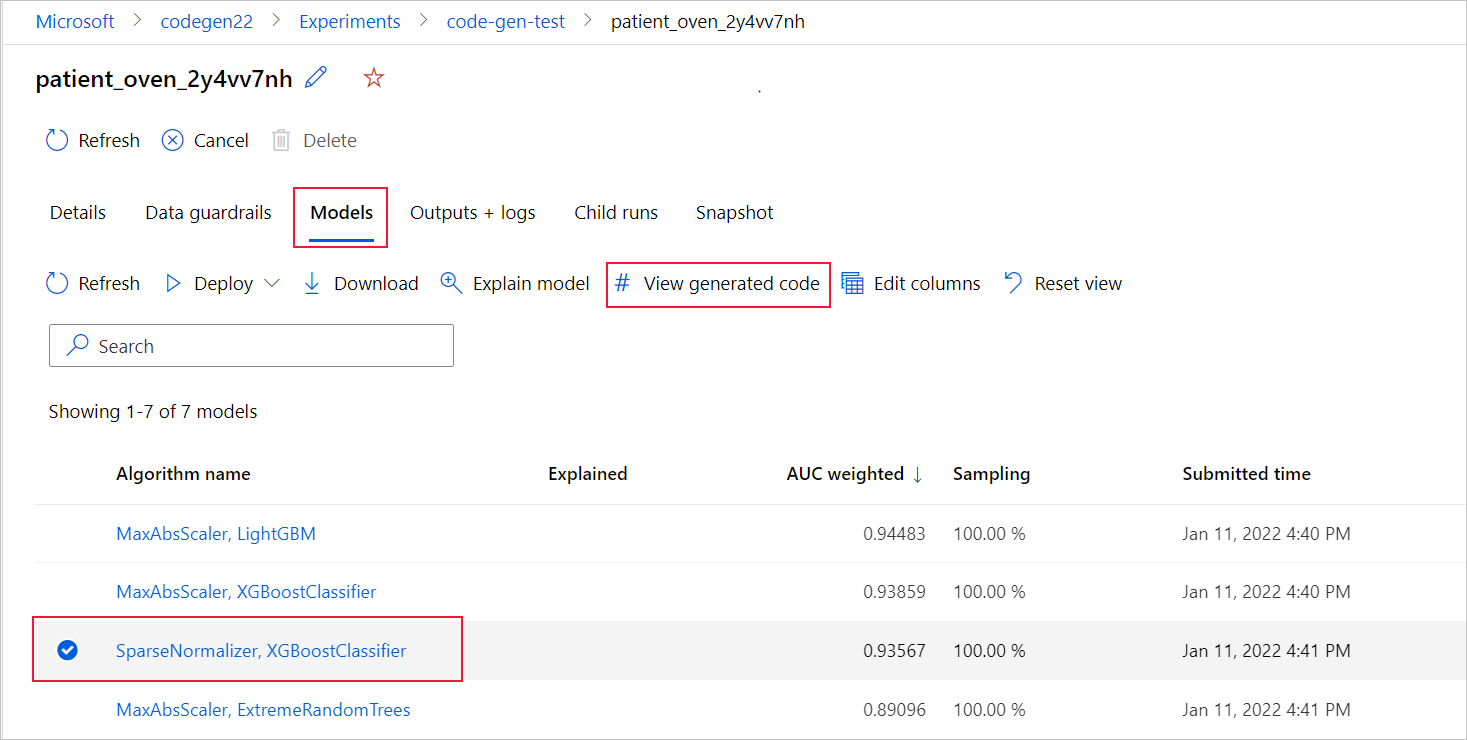 Microsoft > codegen22 > Experiments > code-gen-test > patient_oven_2y4vv7nh
patient_oven_2y4vv7nh
Refresh Cancel Delete
Details Data guardrails Models Outputs + logs Child runs Snapshot
Refresh Deploy Download Explain model # View generated code Edit columns Reset view
Search
Showing 1-7 of 7 models
Algorithm name Explained AUC weighted ↓ Sampling Submitted time
MaxAbsScaler, LightGBM 0.94483 100.00 % Jan 11, 2022 4:40 PM
MaxAbsScaler, XGBoostClassifier 0.93859 100.00 % Jan 11, 2022 4:40 PM
SparseNormalizer, XGBoostClassifier 0.93567 100.00 % Jan 11, 2022 4:41 PM
MaxAbsScaler, ExtremeRandomTrees 0.89096 100.00 % Jan 11, 2022 4:41 PM